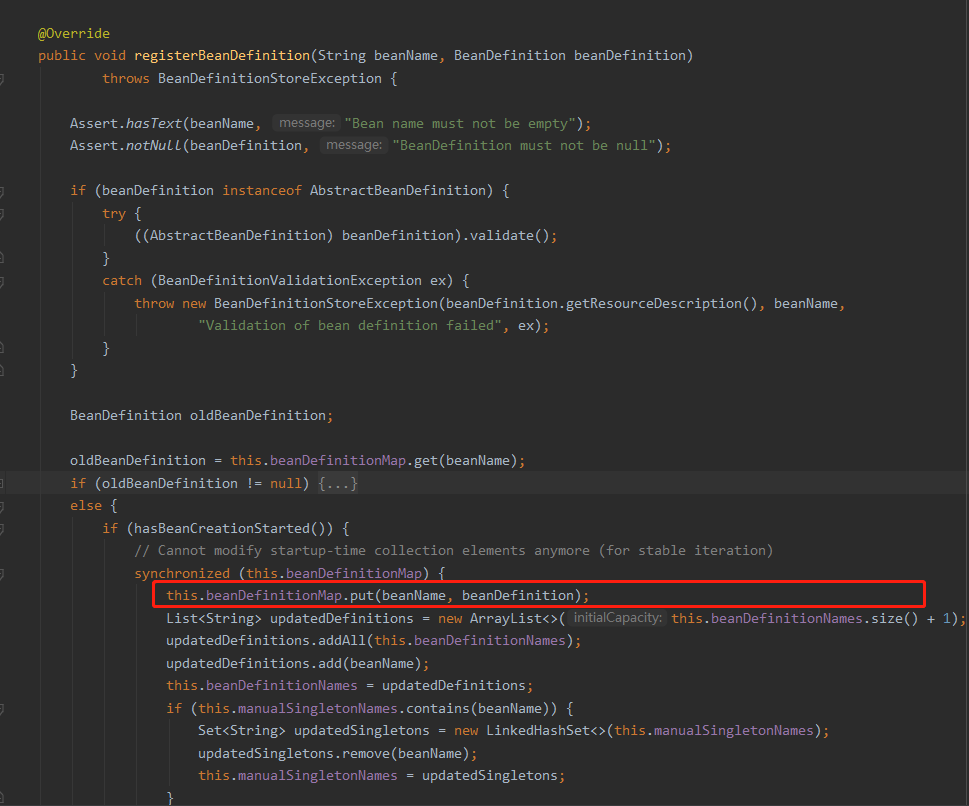 @Override
public void registerBeanDefinition(String beanName, BeanDefinition beanDefinition)
throws BeanDefinitionStoreException {
Assert.hasText(beanName, message: "Bean name must not be empty");
Assert.notNull(beanDefinition, message: "BeanDefinition must not be null");
if (beanDefinition instanceof AbstractBeanDefinition) {
try {
((AbstractBeanDefinition) beanDefinition).validate();
}
catch (BeanDefinitionValidationException ex) {
throw new BeanDefinitionStoreException(beanDefinition.getResourceDescription(), beanName,
"Validation of bean definition failed", ex);
}
}
BeanDefinition oldBeanDefinition;
oldBeanDefinition = this.beanDefinitionMap.get(beanName);
if (oldBeanDefinition != null) {...}
else {
if (hasBeanCreationStarted()) {
// Cannot modify startup-time collection elements anymore (for stable iteration)
synchronized (this.beanDefinitionMap) {
this.beanDefinitionMap.put(beanName, beanDefinition);
List<String> updatedDefinitions = new ArrayList<>( initialCapacity: this.beanDefinitionNames.size() + 1);
updatedDefinitions.addAll(this.beanDefinitionNames);
updatedDefinitions.add(beanName);
this.beanDefinitionNames = updatedDefinitions;
if (this.manualSingletonNames.contains(beanName)) {
Set<String> updatedSingletons = new LinkedHashSet<>(this.manualSingletonNames);
updatedSingletons.remove(beanName);
this.manualSingletonNames = updatedSingletons;
}